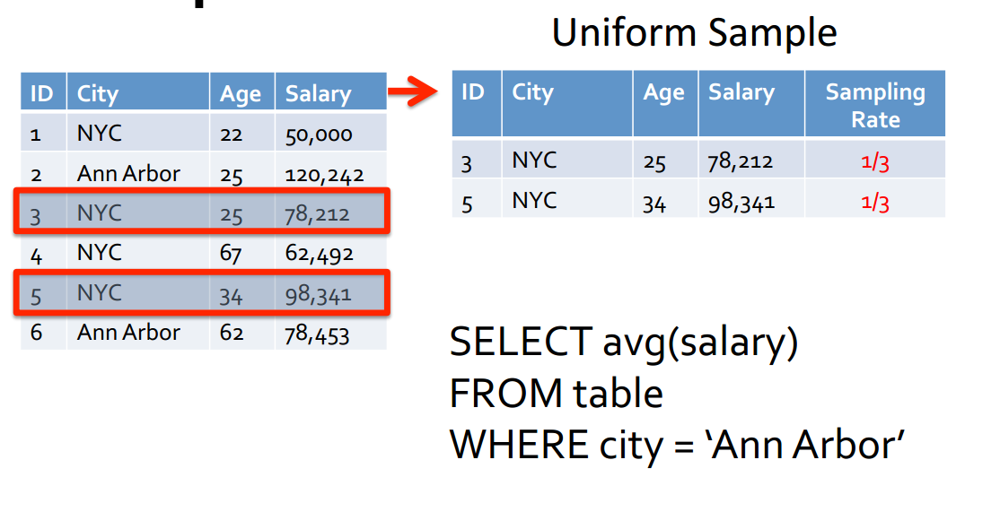 Uniform Sample
ID City Age Salary
1 NYC 22 50,000
2 Ann Arbor 25 120,242
3 NYC 25 78,212
4 NYC 67 62,492
5 NYC 34 98,341
6 Ann Arbor 62 78,453
ID City Age Salary Sampling
Rate
3 NYC 25 78,212 1/3
5 NYC 34 98,341 1/3
SELECT avg(salary)
FROM table
WHERE city = ‘Ann Arbor’